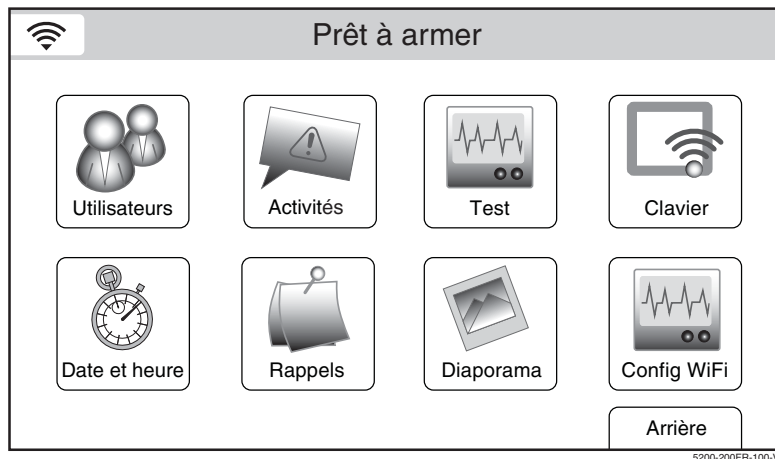 Prêt à armer
Utilisateurs
Activités
Test
Clavier
Date et heure
Rappels
Diaporama
Config WiFi
Arrière